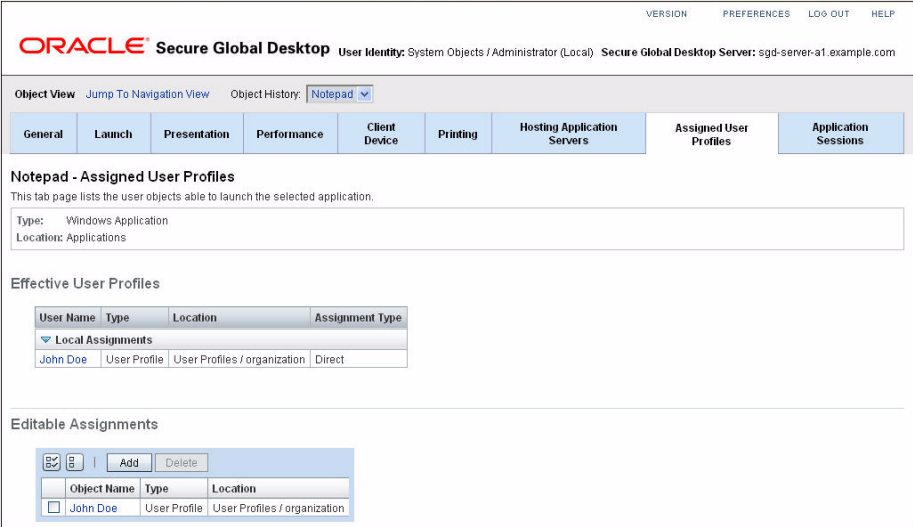 VERSION PREFERENCES LOG OUT HELP
ORACLE® Secure Global Desktop User Identity: System Objects / Administrator (Local) Secure Global Desktop Server: sgd-server-a1.example.com
Object View Jump To Navigation View Object History: Notepad
General Launch Presentation Performance Client Device Printing Hosting Application Servers Assigned User Profiles Application Sessions
Notepad - Assigned User Profiles
This tab page lists the user objects able to launch the selected application.
Type: Windows Application
Location: Applications
Effective User Profiles
User Name Type Location Assignment Type
Local Assignments
John Doe User Profile User Profiles / organization Direct
Editable Assignments
Add Delete
Object Name Type Location
John Doe User Profile User Profiles / organization